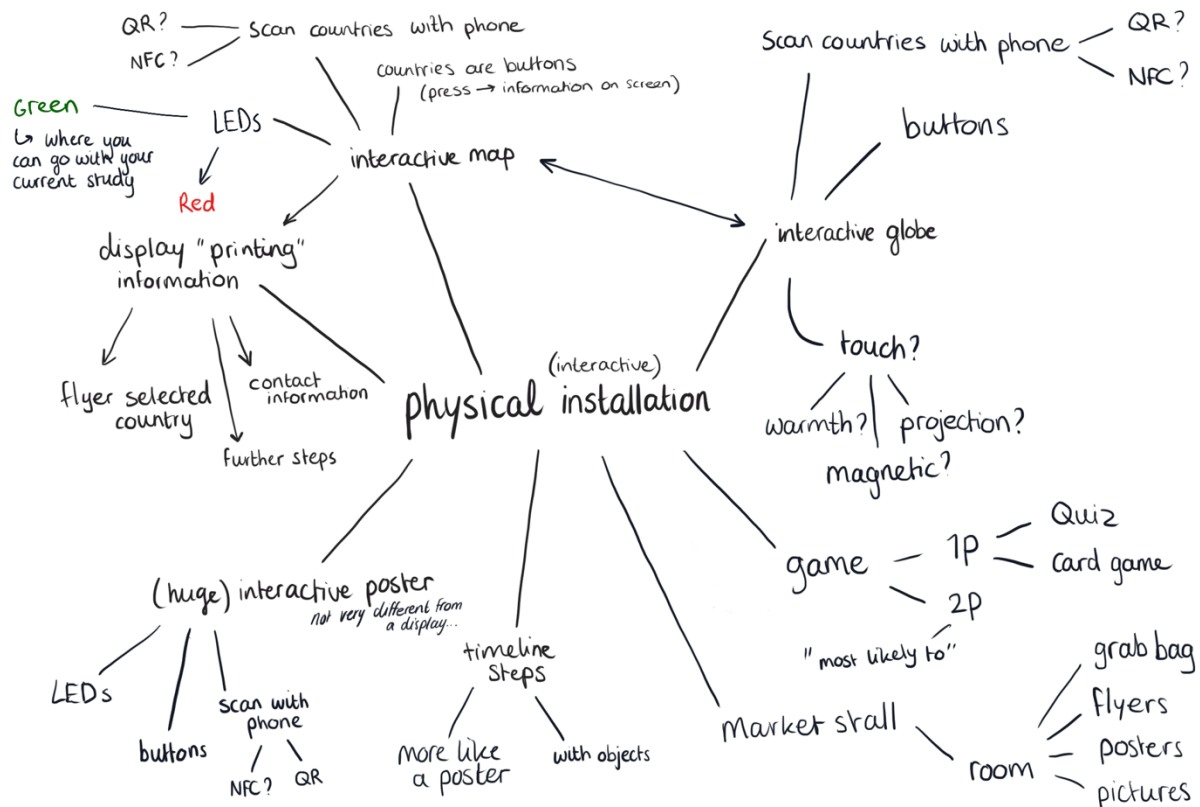 QR?
NFC?
Scan countries with phone
countries are buttons
(press → information on screen)
Green
↳ where you
can go with your
current study
LEDs
Red
interactive map
display "printing"
information
flyer selected
country
contact
information
further steps
Scan countries with phone
QR?
NFC?
buttons
interactive globe
touch?
warmth?
projection?
magnetic?
(interactive)
physical installation
(huge) interactive poster
not very different from
a display...
LEDs
buttons
scan with
phone
NFC?
QR
timeline
steps
more like
a poster
with objects
game
1p
Quiz
Card game
2p
"most likely to"
Market stall
room
grab bag
flyers
posters
pictures